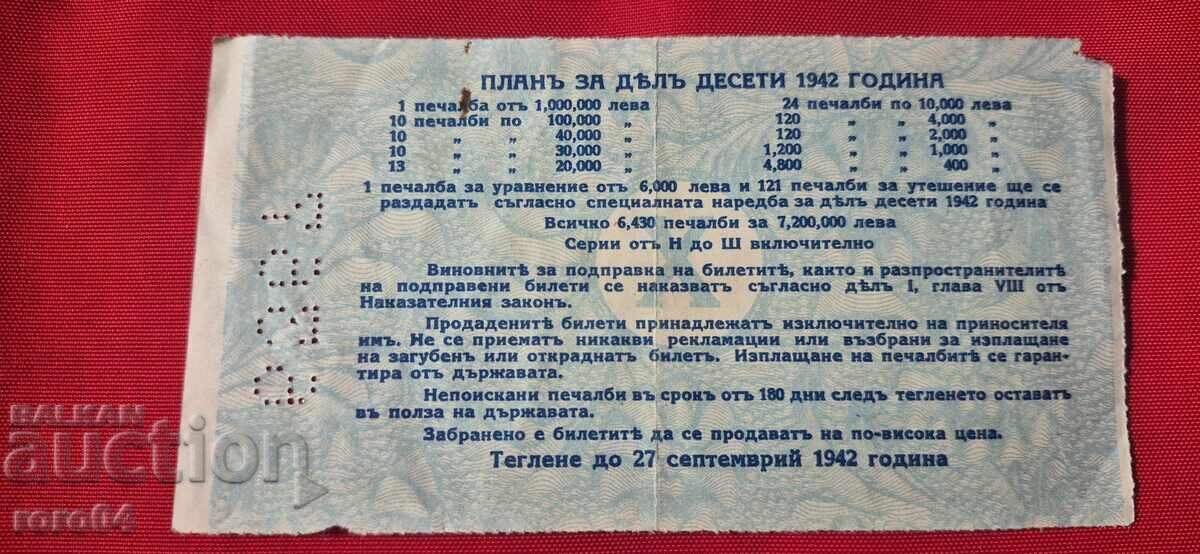 ПЛАНЪ ЗА ДѢЛЪ ДЕСЕТИ 1942 ГОДИНА
1 печалба отъ 1,000,000 лева
10 печалби по 100,000 „
10 „ „ 40,000 „
10 „ „ 30,000 „
13 „ „ 20,000 „
24 печалби по 10,000 лева
120 „ „ 4,000 „
120 „ „ 2,000 „
1,200 „ „ 1,000 „
4,800 „ „ 400 „
1 печалба за уравнение отъ 6,000 лева и 121 печалби за утешение ще се
раздадатъ съгласно специалната наредба за дѣлъ десети 1942 година
Всичко 6,430 печалби за 7,200,000 лева
Серии отъ Н до Ш включително
Виновнитѣ за подправка на билетитѣ, както и разпространителитѣ
на подправени билети се наказватъ съгласно дѣлъ I, глава VIII отъ
Наказателния законъ.
Продаденитѣ билети принадлежатъ изключително на приносителя
имъ. Не се приематъ никакви рекламации или възбрани за изплащане
на загубенъ или откраднатъ билетъ. Изплащане на печалбитѣ се гаран-
тира отъ държавата.
Непоискани печалби въ срокъ отъ 180 дни следъ тегленето оставатъ
въ полза на държавата.
Забранено е билетитѣ да се продаватъ на по-висока цена.
Теглене до 27 септемврий 1942 година
BALKAN
auction
roro64